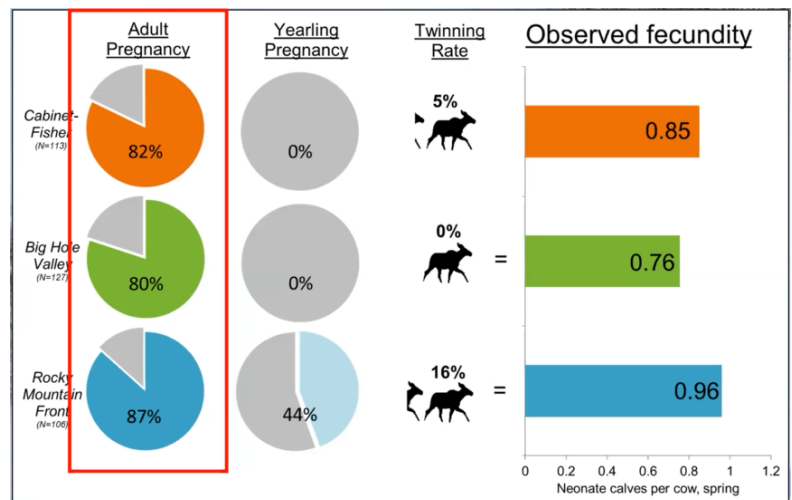 Adult
Pregnancy
Yearling
Pregnancy
Twinning
Rate
Observed fecundity
Cabinet-
Fisher
(N=113)
82%
0%
5%
0.85
Big Hole
Valley
(N=127)
80%
0%
0%
=
0.76
Rocky
Mountain
Front
(N=106)
87%
44%
16%
=
0.96
0 0.2 0.4 0.6 0.8 1 1.2
Neonate calves per cow, spring